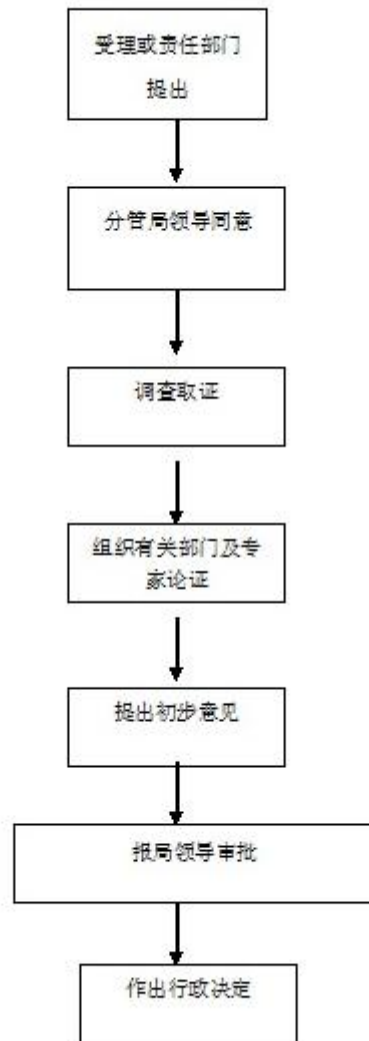 受理或责任部门
提出
分管局领导同意
调查取证
组织有关部门及专
家论证
提出初步意见
报局领导审批
作出行政决定